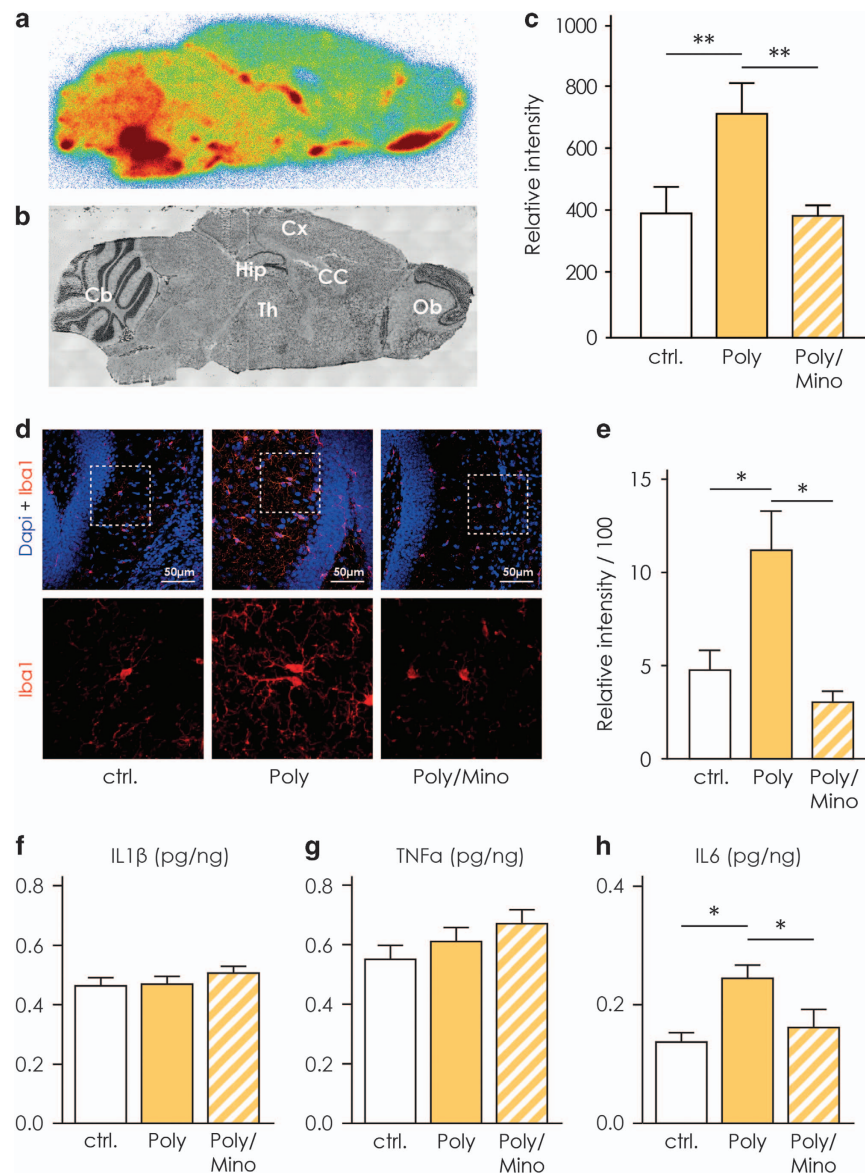 a
b
Cx
Hip
CC
Cb
Th
Ob
c
Relative intensity
1000
800
600
400
200
0
**
**
ctrl.
Poly
Poly/
Mino
d
Dapi + Iba1
50μm
50μm
50μm
Iba1
ctrl.
Poly
Poly/Mino
e
Relative intensity / 100
15
10
5
0
*
*
ctrl.
Poly
Poly/
Mino
f
IL1β (pg/ng)
0.8
0.6
0.4
0.2
0.0
ctrl.
Poly
Poly/
Mino
g
TNFα (pg/ng)
0.8
0.6
0.4
0.2
0.0
ctrl.
Poly
Poly/
Mino
h
IL6 (pg/ng)
0.4
0.2
0.0
*
*
ctrl.
Poly
Poly/
Mino